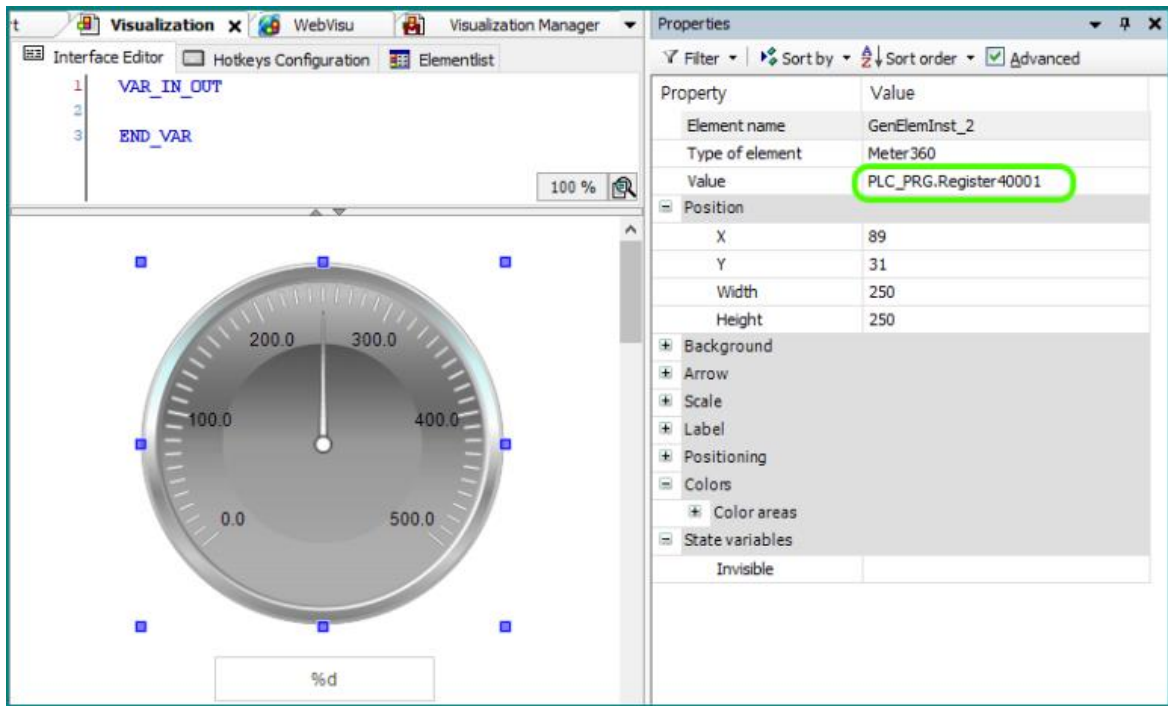 t Visualization X WebVisu Visualization Manager
Interface Editor Hotkeys Configuration Elementlist
1 VAR_IN_OUT
2
3 END_VAR
100 %
200.0 300.0
100.0 400.0
0.0 500.0
%d
Properties
Filter Sort by Sort order Advanced
Property Value
Element name GenElemInst_2
Type of element Meter360
Value PLC_PRG.Register40001
Position
X 89
Y 31
Width 250
Height 250
Background
Arrow
Scale
Label
Positioning
Colors
Color areas
State variables
Invisible